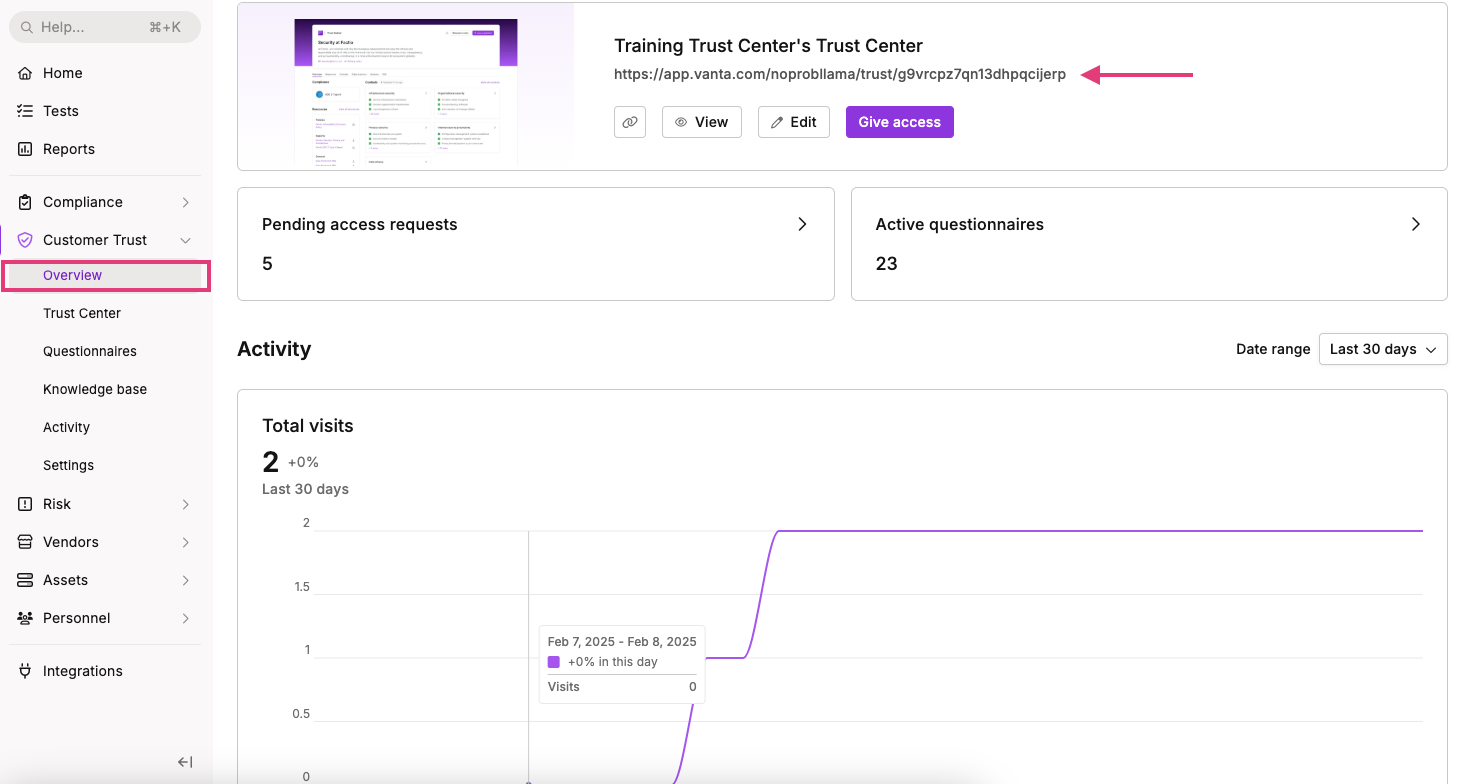 Help... ⌘+K
Home
Tests
Reports
Compliance
Customer Trust
Overview
Trust Center
Questionnaires
Knowledge base
Activity
Settings
Risk
Vendors
Assets
Personnel
Integrations
Training Trust Center's Trust Center
https://app.vanta.com/noprobllama/trust/g9vrcpz7qn13dhpqcijerp
View
Edit
Give access
Pending access requests
5
Active questionnaires
23
Activity
Date range
Last 30 days
Total visits
2 +0%
Last 30 days
2
1.5
1
0.5
0
Feb 7, 2025 - Feb 8, 2025
+0% in this day
Visits 0